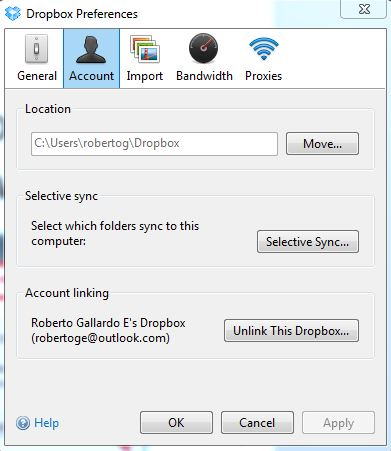 Dropbox Preferences
General Account Import Bandwidth Proxies
Location
C:\Users\robertog\Dropbox Move...
Selective sync
Select which folders sync to this
computer:
Selective Sync...
Account linking
Roberto Gallardo E's Dropbox
(robertoge@outlook.com)
Unlink This Dropbox...
? Help OK Cancel Apply